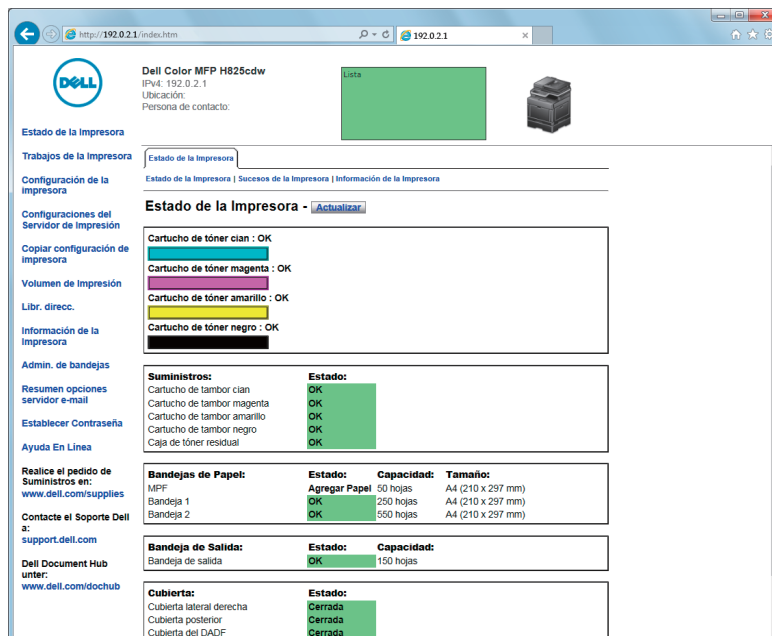 http://192.0.2.1/index.htm
192.0.2.1
DELL
Dell Color MFP H825cdw
IPv4: 192.0.2.1
Ubicación:
Persona de contacto:
Lista
Estado de la Impresora
Trabajos de la Impresora
Configuración de la
impresora
Configuraciones del
Servidor de Impresión
Copiar configuración de
impresora
Volumen de Impresión
Libr. direcc.
Información de la
Impresora
Admin. de bandejas
Resumen opciones
servidor e-mail
Establecer Contraseña
Ayuda En Línea
Realice el pedido de
Suministros en:
www.dell.com/supplies
Contacte el Soporte Dell
a:
support.dell.com
Dell Document Hub
unter:
www.dell.com/dochub
Estado de la Impresora
Estado de la Impresora | Sucesos de la Impresora | Información de la Impresora
Estado de la Impresora - Actualizar
Cartucho de tóner cian : OK
Cartucho de tóner magenta : OK
Cartucho de tóner amarillo : OK
Cartucho de tóner negro : OK
Suministros: Estado:
Cartucho de tambor cian OK
Cartucho de tambor magenta OK
Cartucho de tambor amarillo OK
Cartucho de tambor negro OK
Caja de tóner residual OK
Bandejas de Papel: Estado: Capacidad: Tamaño:
MPF Agregar Papel 50 hojas A4 (210 x 297 mm)
Bandeja 1 OK 250 hojas A4 (210 x 297 mm)
Bandeja 2 OK 550 hojas A4 (210 x 297 mm)
Bandeja de Salida: Estado: Capacidad:
Bandeja de salida OK 150 hojas
Cubierta: Estado:
Cubierta lateral derecha Cerrada
Cubierta posterior Cerrada
Cubierta del DADF Cerrada